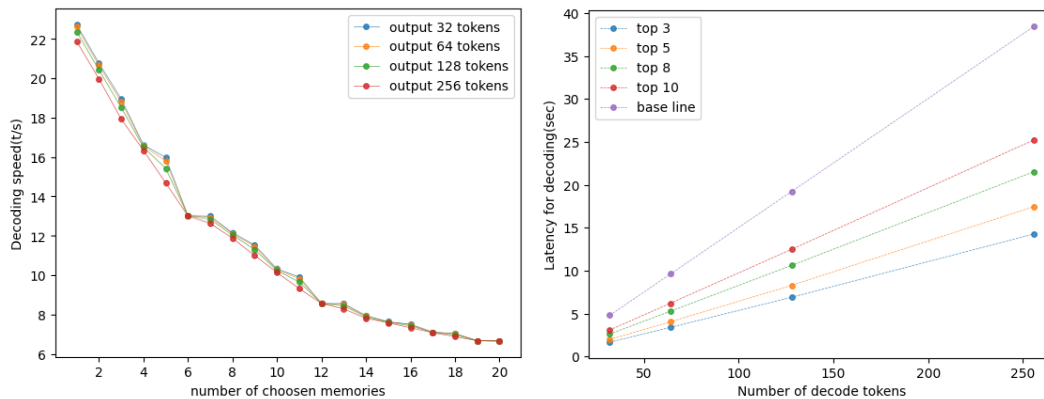 22
20
18
16
14
12
10
8
6
Decoding speed(t/s)
2 4 6 8 10 12 14 16 18 20
number of choosen memories
output 32 tokens
output 64 tokens
output 128 tokens
output 256 tokens
40
35
30
25
20
15
10
5
0
Latency for decoding(sec)
50 100 150 200 250
Number of decode tokens
top 3
top 5
top 8
top 10
base line